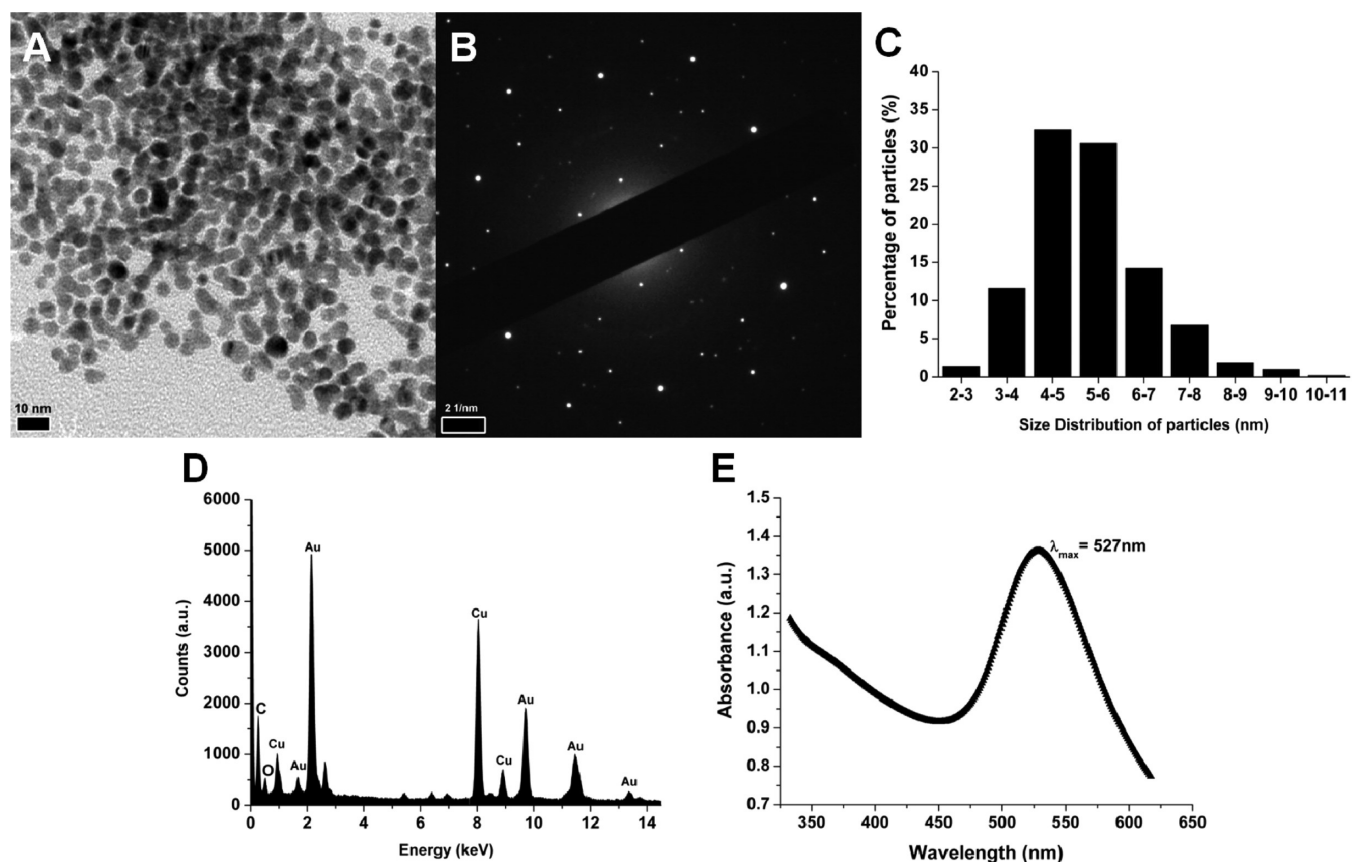 A
10 nm
B
2 1/nm
C
Percentage of particles (%)
40
35
30
25
20
15
10
5
0
2-3 3-4 4-5 5-6 6-7 7-8 8-9 9-10 10-11
Size Distribution of particles (nm)
D
Counts (a.u.)
6000
5000
4000
3000
2000
1000
0
C
O
Cu
Au
Au
Cu
Cu
Au
Au
Au
0 2 4 6 8 10 12 14
Energy (keV)
E
Absorbance (a.u.)
1.5
1.4
1.3
1.2
1.1
1.0
0.9
0.8
0.7
λmax = 527nm
350 400 450 500 550 600 650
Wavelength (nm)